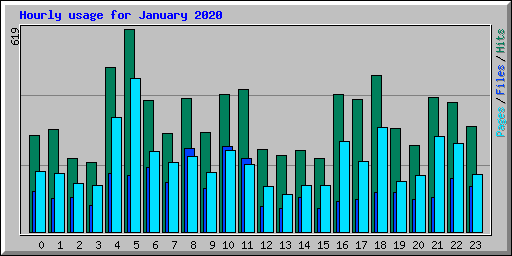 Hourly usage for January 2020
619
Pages/Files/Hits
0 1 2 3 4 5 6 7 8 9 10 11 12 13 14 15 16 17 18 19 20 21 22 23